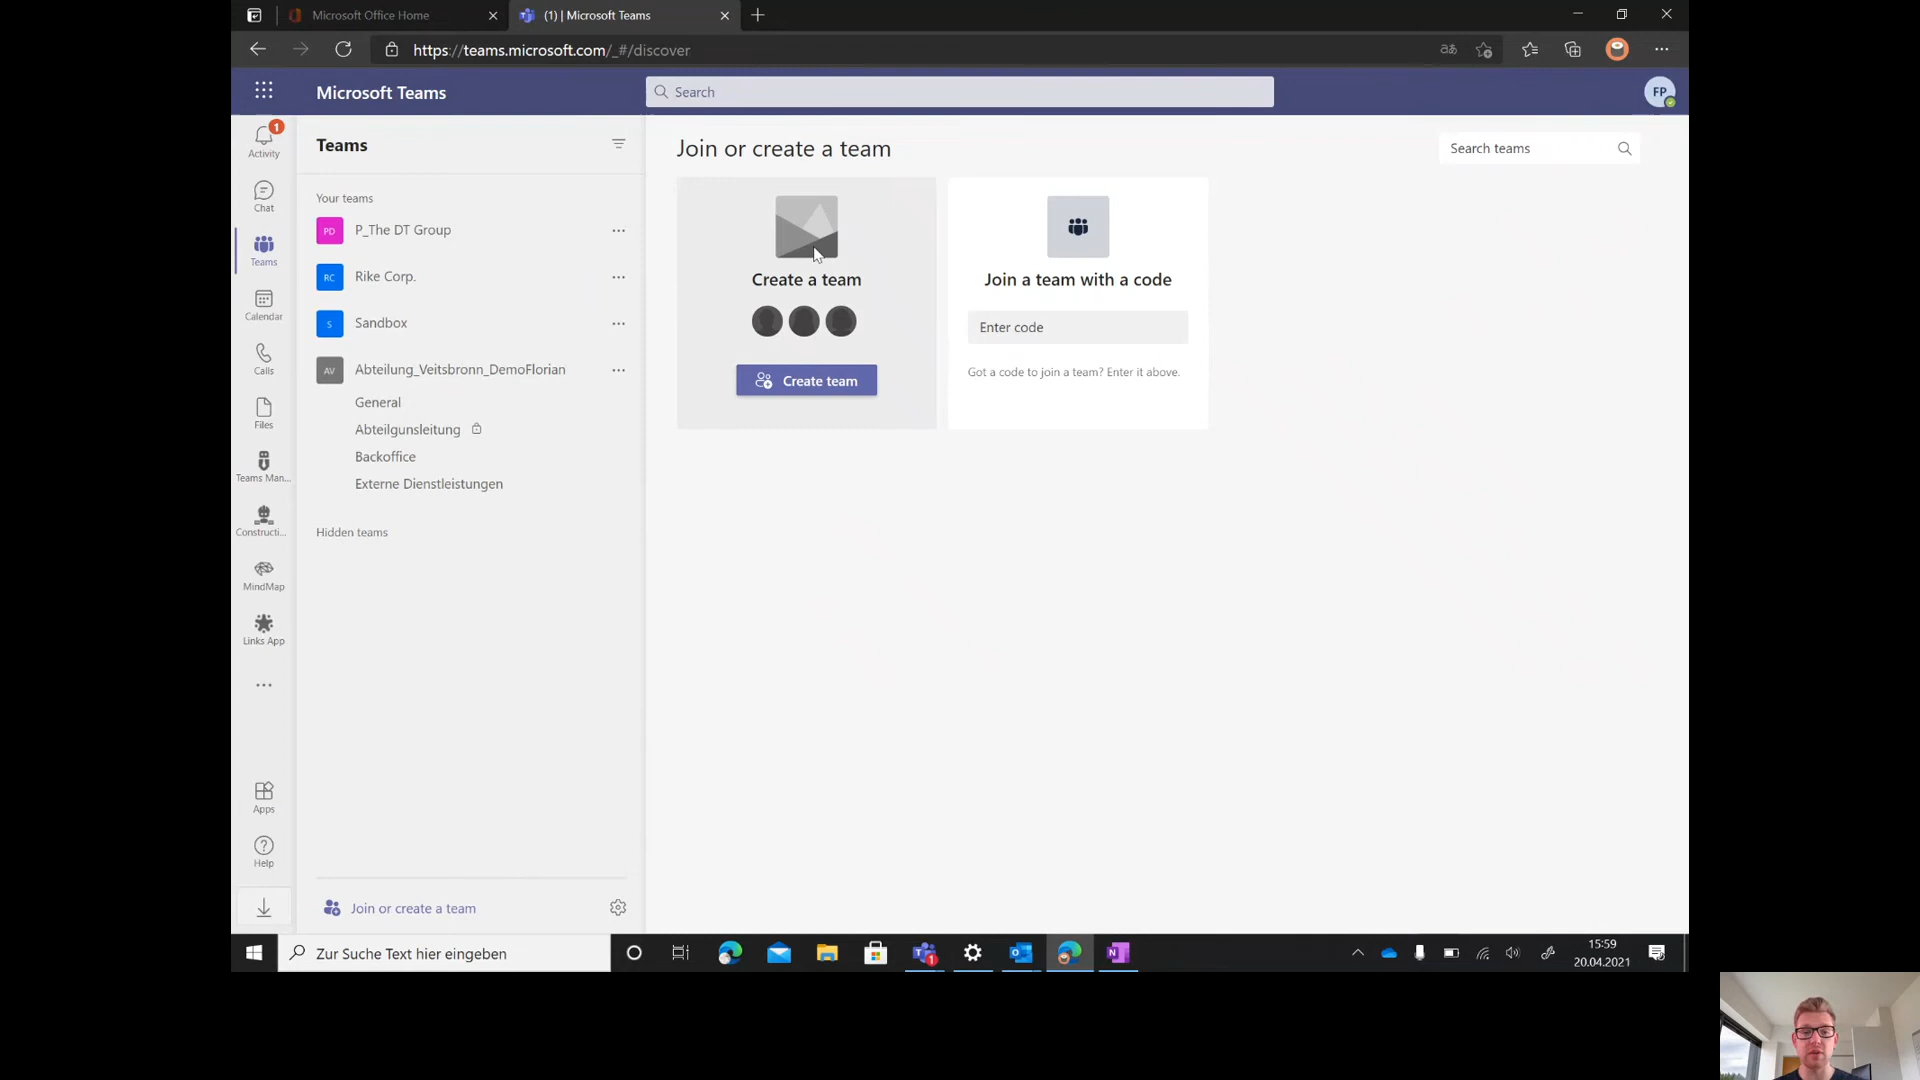 Microsoft Office Home
(1) | Microsoft Teams
https://teams.microsoft.com/_#/discover
aあ
Microsoft Teams
Search
FP
1
Activity
Chat
Teams
Calendar
Calls
Files
Teams Man...
Constructi...
MindMap
Links App
Apps
Help
Teams
Your teams
PD P_The DT Group
RC Rike Corp.
S Sandbox
AV Abteilung_Veitsbronn_DemoFlorian
General
Abteilgunsleitung
Backoffice
Externe Dienstleistungen
Hidden teams
Join or create a team
Join or create a team
Search teams
Create a team
Create team
Join a team with a code
Enter code
Got a code to join a team? Enter it above.
Zur Suche Text hier eingeben
1
15:59
20.04.2021